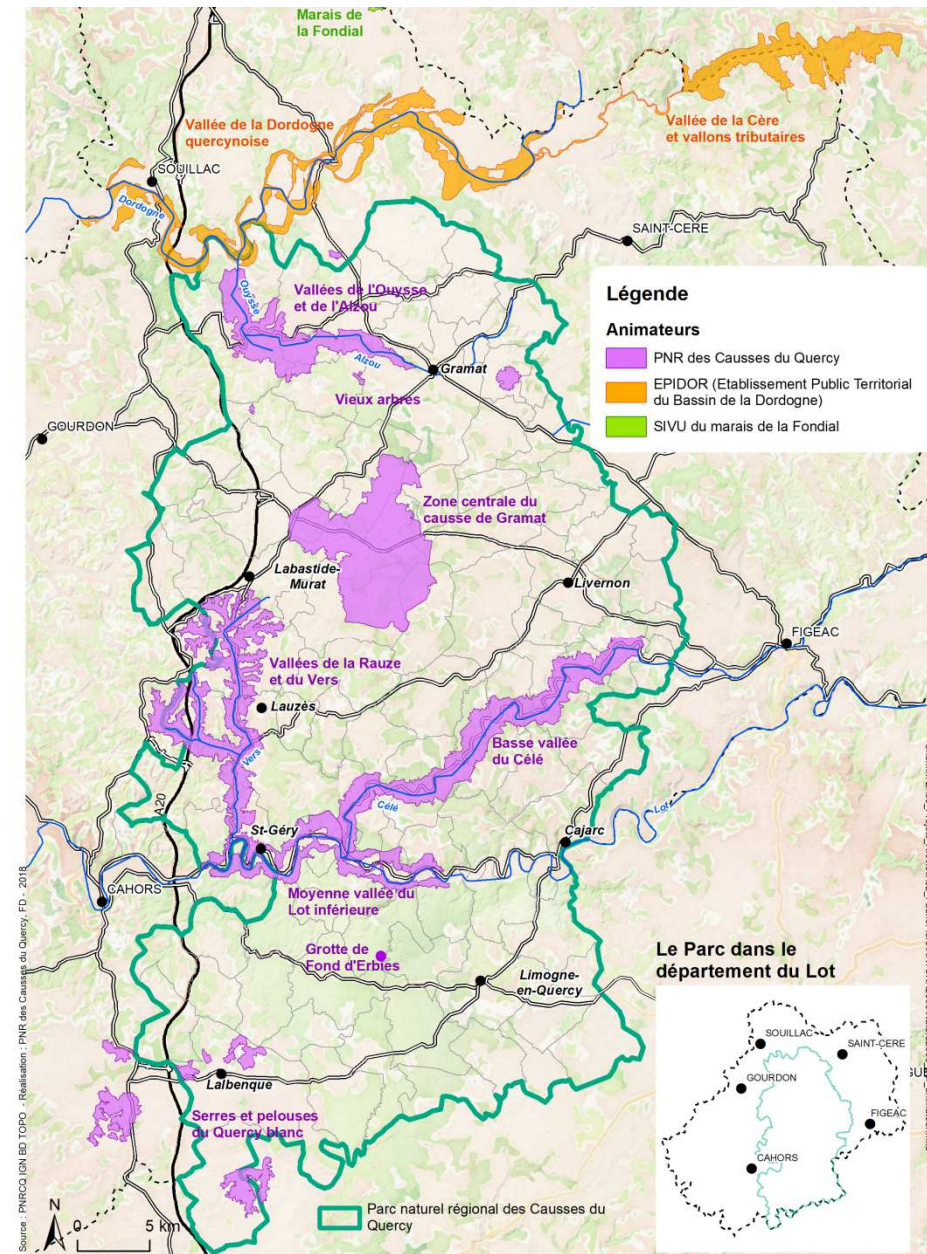 Marais de
la Fondial
Vallée de la Dordogne
quercynoise
Vallée de la Cère
et vallons tributaires
SOUILLAC
Dordogne
SAINT-CERE
Ouysse
Vallées de l'Ouysse
et de l'Alzou
Alzou
Gramat
Vieux arbres
GOURDON
Légende
Animateurs
PNR des Causses du Quercy
EPIDOR (Etablissement Public Territorial
du Bassin de la Dordogne)
SIVU du marais de la Fondial
Zone centrale du
causse de Gramat
Labastide-
Murat
Livernon
FIGEAC
Vallées de la Rauze
et du Vers
Lauzès
Vers
Basse vallée
du Célé
Célé
Lot
A20
St-Géry
Cajarc
CAHORS
Moyenne vallée du
Lot inférieure
Grotte de
Fond d'Erbies
Limogne-
en-Quercy
Lalbenque
Serres et pelouses
du Quercy blanc
Le Parc dans le
département du Lot
SOUILLAC
SAINT-CERE
GOURDON
FIGEAC
CAHORS
N
0 5 km
Parc naturel régional des Causses du
Quercy
Source : PNRCQ,IGN BD TOPO - Réalisation : PNR des Causses du Quercy, FD - 2018